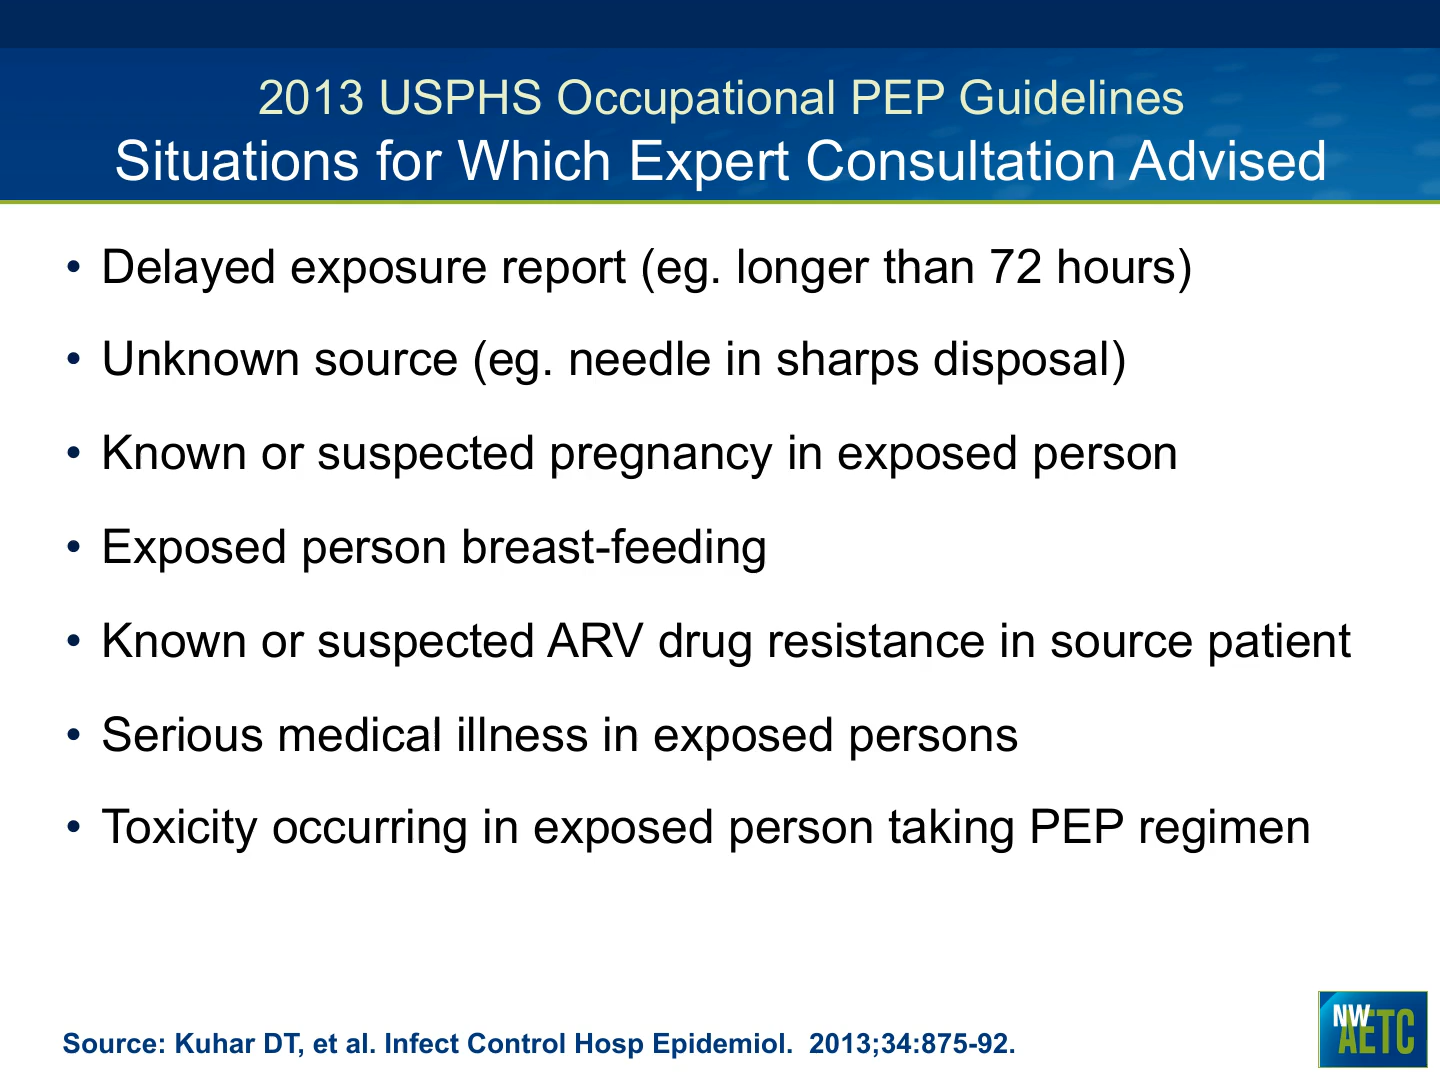 2013 USPHS Occupational PEP Guidelines
Situations for Which Expert Consultation Advised
• Delayed exposure report (eg. longer than 72 hours)
• Unknown source (eg. needle in sharps disposal)
• Known or suspected pregnancy in exposed person
• Exposed person breast-feeding
• Known or suspected ARV drug resistance in source patient
• Serious medical illness in exposed persons
• Toxicity occurring in exposed person taking PEP regimen
Source: Kuhar DT, et al. Infect Control Hosp Epidemiol. 2013;34:875-92.
NW
AETC